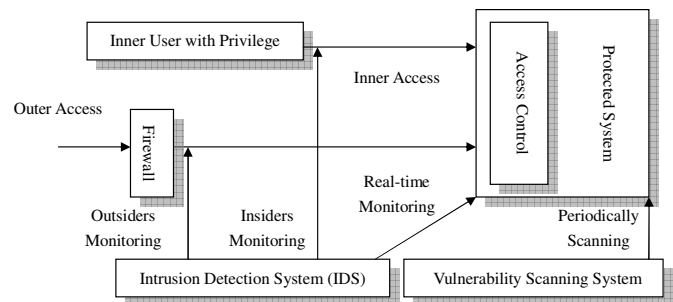 Inner User with Privilege
Inner Access
Outer Access
Firewall
Access Control
Protected System
Outsiders
Monitoring
Insiders
Monitoring
Real-time
Monitoring
Periodically
Scanning
Intrusion Detection System (IDS)
Vulnerability Scanning System